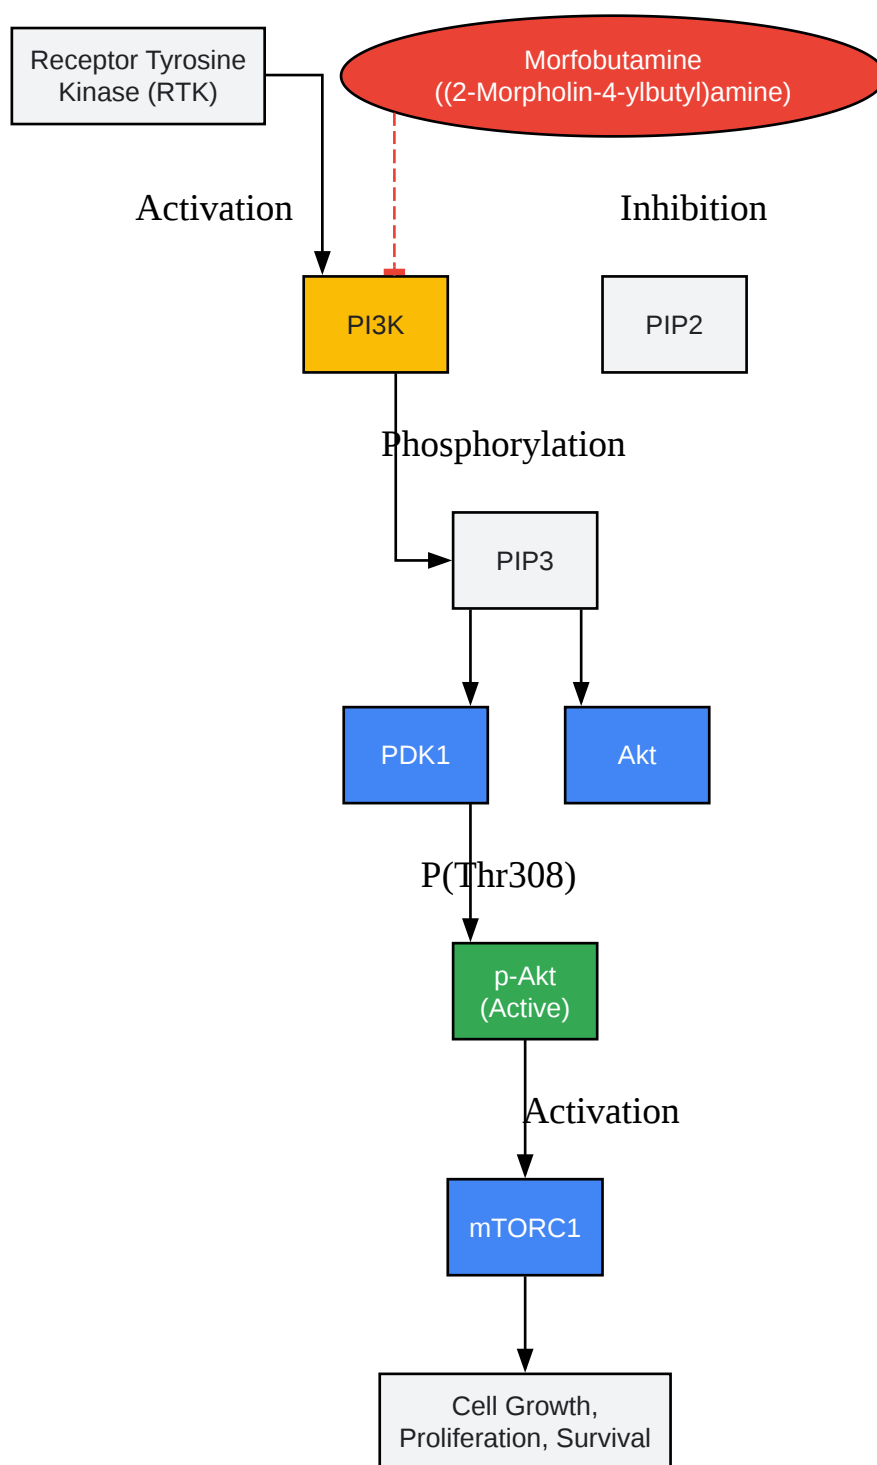 Receptor Tyrosine
Kinase (RTK)
Morfobutamine
((2-Morpholin-4-ylbutyl)amine)
Activation
Inhibition
PI3K
PIP2
Phosphorylation
PIP3
PDK1
Akt
P(Thr308)
p-Akt
(Active)
Activation
mTORC1
Cell Growth,
Proliferation, Survival